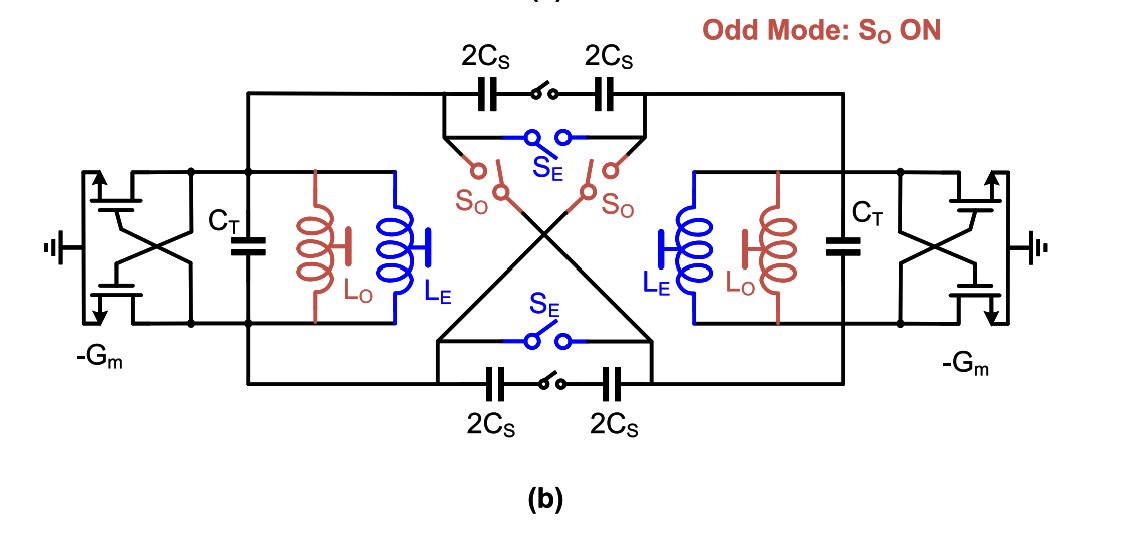 Odd Mode: S_O ON
2C_S 2C_S
S_E
S_O S_O
C_T C_T
L_O L_E L_E L_O
S_E
-G_m -G_m
2C_S 2C_S
(b)